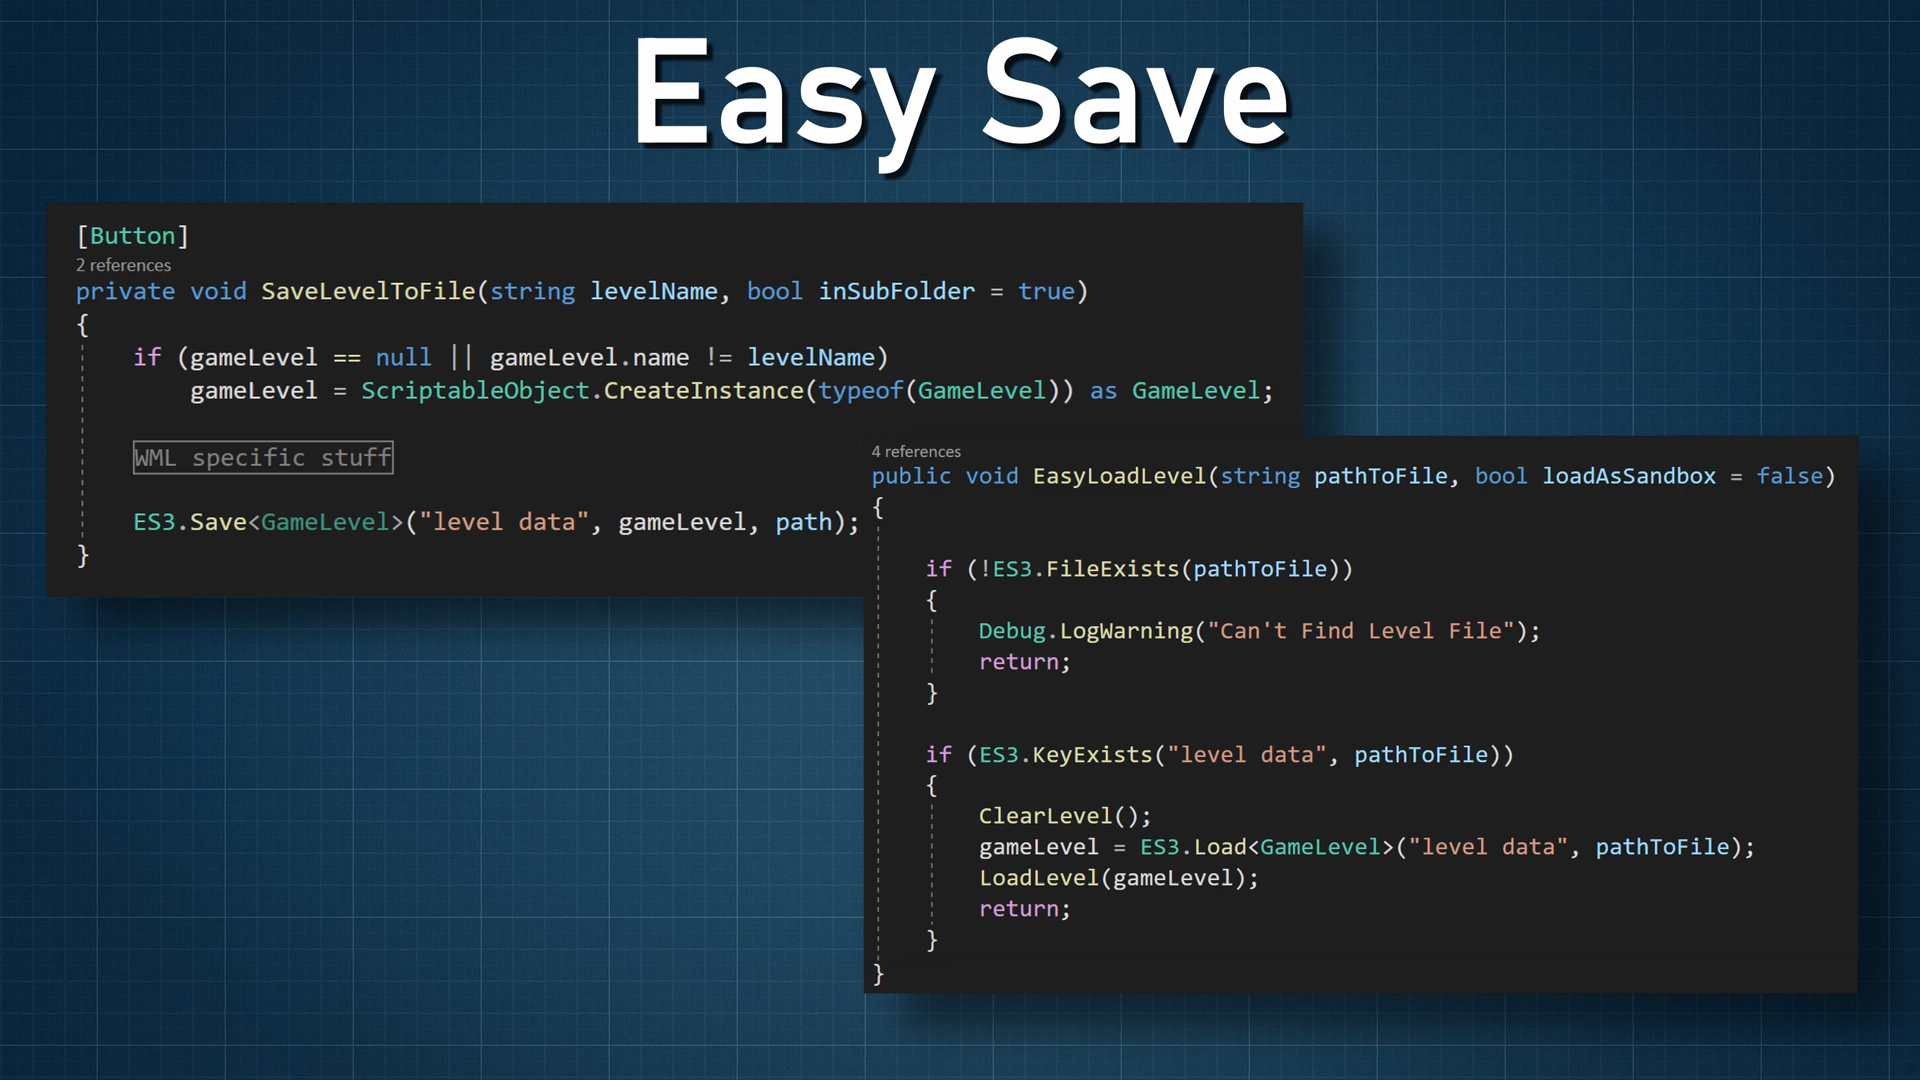 Easy Save
[Button]
2 references
private void SaveLevelToFile(string levelName, bool inSubFolder = true)
{
if (gameLevel == null || gameLevel.name != levelName)
gameLevel = ScriptableObject.CreateInstance(typeof(GameLevel)) as GameLevel;
WML specific stuff
ES3.Save<GameLevel>("level data", gameLevel, path);
}
4 references
public void EasyLoadLevel(string pathToFile, bool loadAsSandbox = false)
{
if (!ES3.FileExists(pathToFile))
{
Debug.LogWarning("Can't Find Level File");
return;
}
if (ES3.KeyExists("level data", pathToFile))
{
ClearLevel();
gameLevel = ES3.Load<GameLevel>("level data", pathToFile);
LoadLevel(gameLevel);
return;
}
}